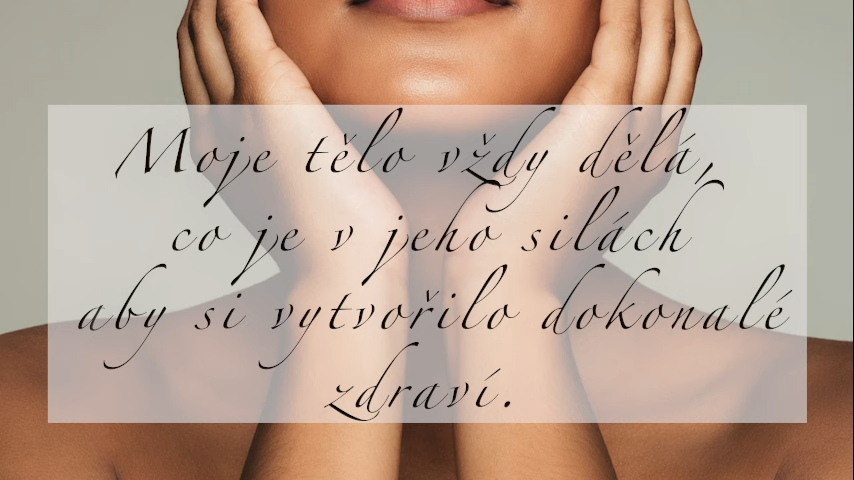 Moje tělo vždy dělá,
co je v jeho silách
aby si vytvořilo dokonalé
zdraví.